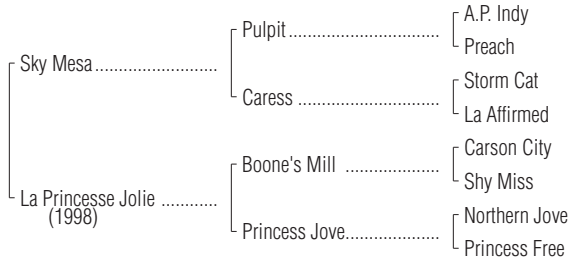 A.P. Indy
Pulpit........................................
Preach
Sky Mesa..........................
Storm Cat
Caress .....................................
La Affirmed
Carson City
Boone's Mill ........................
Shy Miss
La Princesse Jolie ............
(1998)
Northern Jove
Princess Jove........................
Princess Free